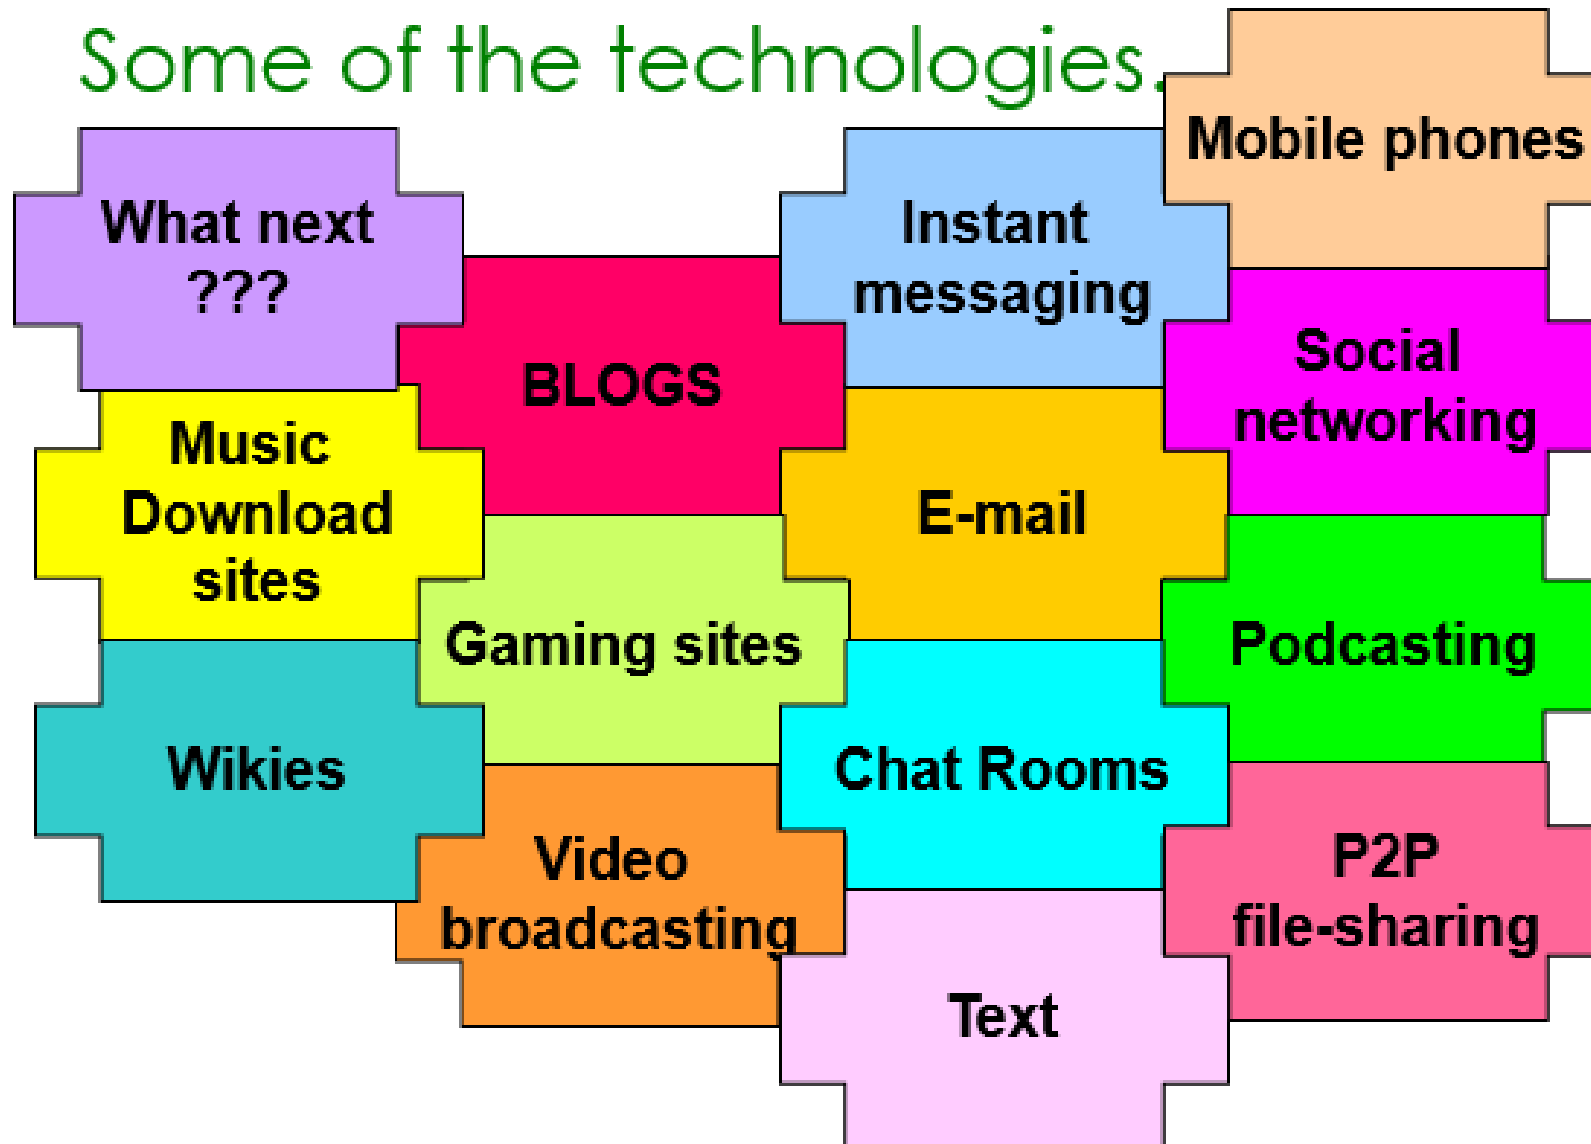 Some of the technologies.
Mobile phones
What next
???
Instant
messaging
BLOGS
Social
networking
Music
Download
sites
E-mail
Gaming sites
Podcasting
Wikies
Chat Rooms
Video
broadcasting
P2P
file-sharing
Text